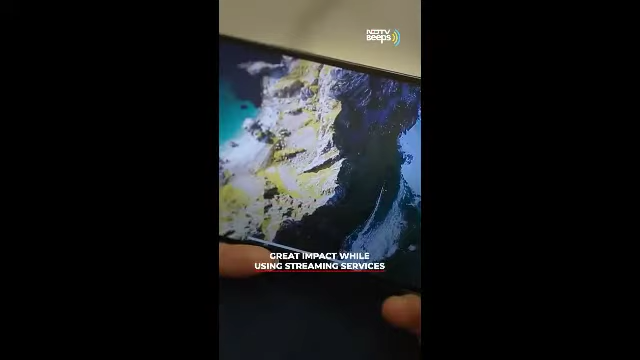 NDTV
Beeps
GREAT IMPACT WHILE
USING STREAMING SERVICES